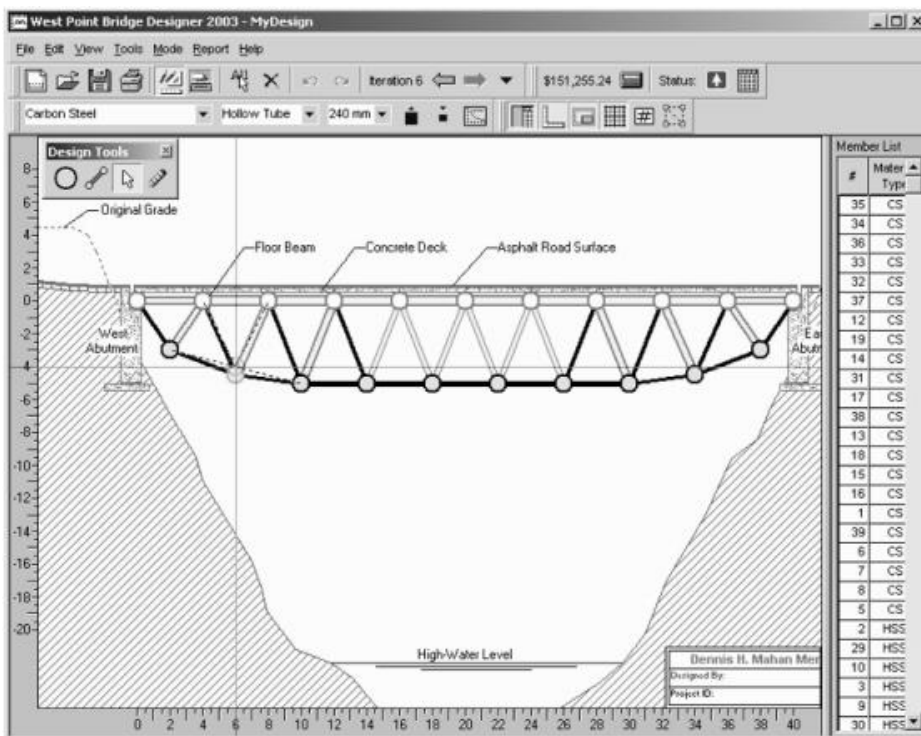 West Point Bridge Designer 2003 - MyDesign
File Edit View Tools Mode Report Help
Iteration 6
$151,255.24
Status:
Carbon Steel
Hollow Tube
240 mm
Design Tools
Member List
#
Mater
Type
8
6
4
2
0
-2
-4
-6
-8
-10
-12
-14
-16
-18
-20
Original Grade
Floor Beam
Concrete Deck
Asphalt Road Surface
West
Abutment
Ea
Abutm
35 CS
34 CS
36 CS
33 CS
32 CS
37 CS
12 CS
19 CS
14 CS
31 CS
17 CS
38 CS
13 CS
18 CS
15 CS
16 CS
1 CS
39 CS
6 CS
7 CS
8 CS
5 CS
2 HSS
29 HSS
10 HSS
3 HSS
9 HSS
30 HSS
High-Water Level
Dennis H. Mahan Mer
Designed By:
Project ID:
0 2 4 6 8 10 12 14 16 18 20 22 24 26 28 30 32 34 36 38 40